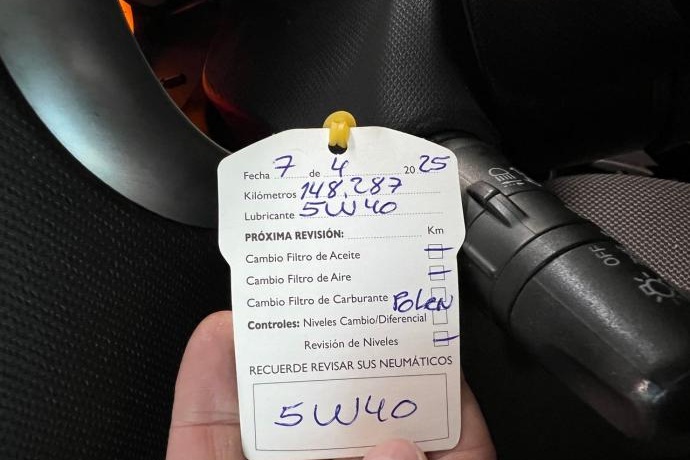 Fecha 7 de 4 2025
Kilómetros 148.287
Lubricante 5W40
PRÓXIMA REVISIÓN: Km
Cambio Filtro de Aceite
Cambio Filtro de Aire
Cambio Filtro de Carburante Polen
Controles: Niveles Cambio/Diferencial
Revisión de Niveles
RECUERDE REVISAR SUS NEUMÁTICOS
5W40
OFF